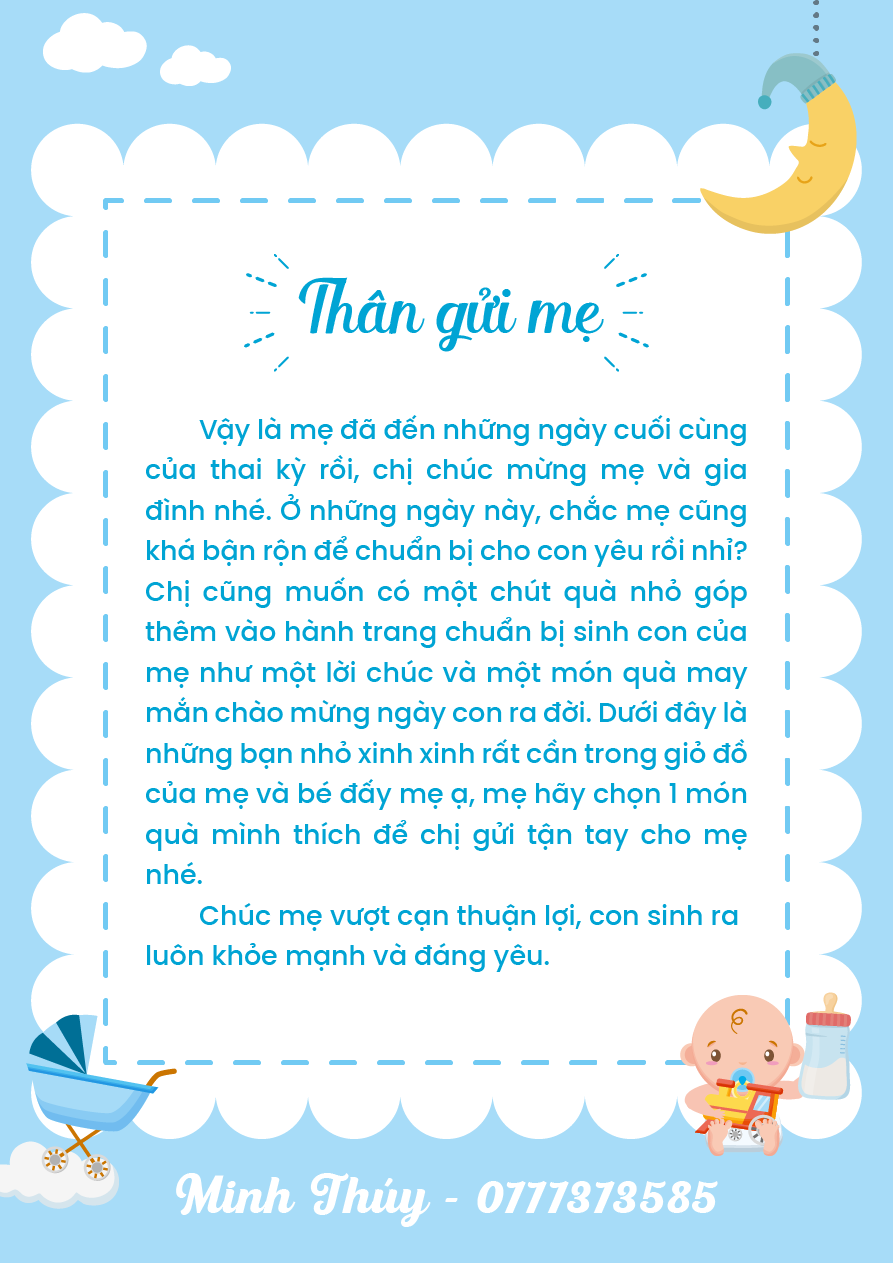 Thân gửi mẹ
Vậy là mẹ đã đến những ngày cuối cùng
của thai kỳ rồi, chị chúc mừng mẹ và gia
đình nhé. Ở những ngày này, chắc mẹ cũng
khá bận rộn để chuẩn bị cho con yêu rồi nhỉ?
Chị cũng muốn có một chút quà nhỏ góp
thêm vào hành trang chuẩn bị sinh con của
mẹ như một lời chúc và một món quà may
mắn chào mừng ngày con ra đời. Dưới đây là
những bạn nhỏ xinh xinh rất cần trong giỏ đồ
của mẹ và bé đấy mẹ ạ, mẹ hãy chọn 1 món
quà mình thích để chị gửi tận tay cho mẹ
nhé.
Chúc mẹ vượt cạn thuận lợi, con sinh ra
luôn khỏe mạnh và đáng yêu.
Minh Thúy - 0777373585